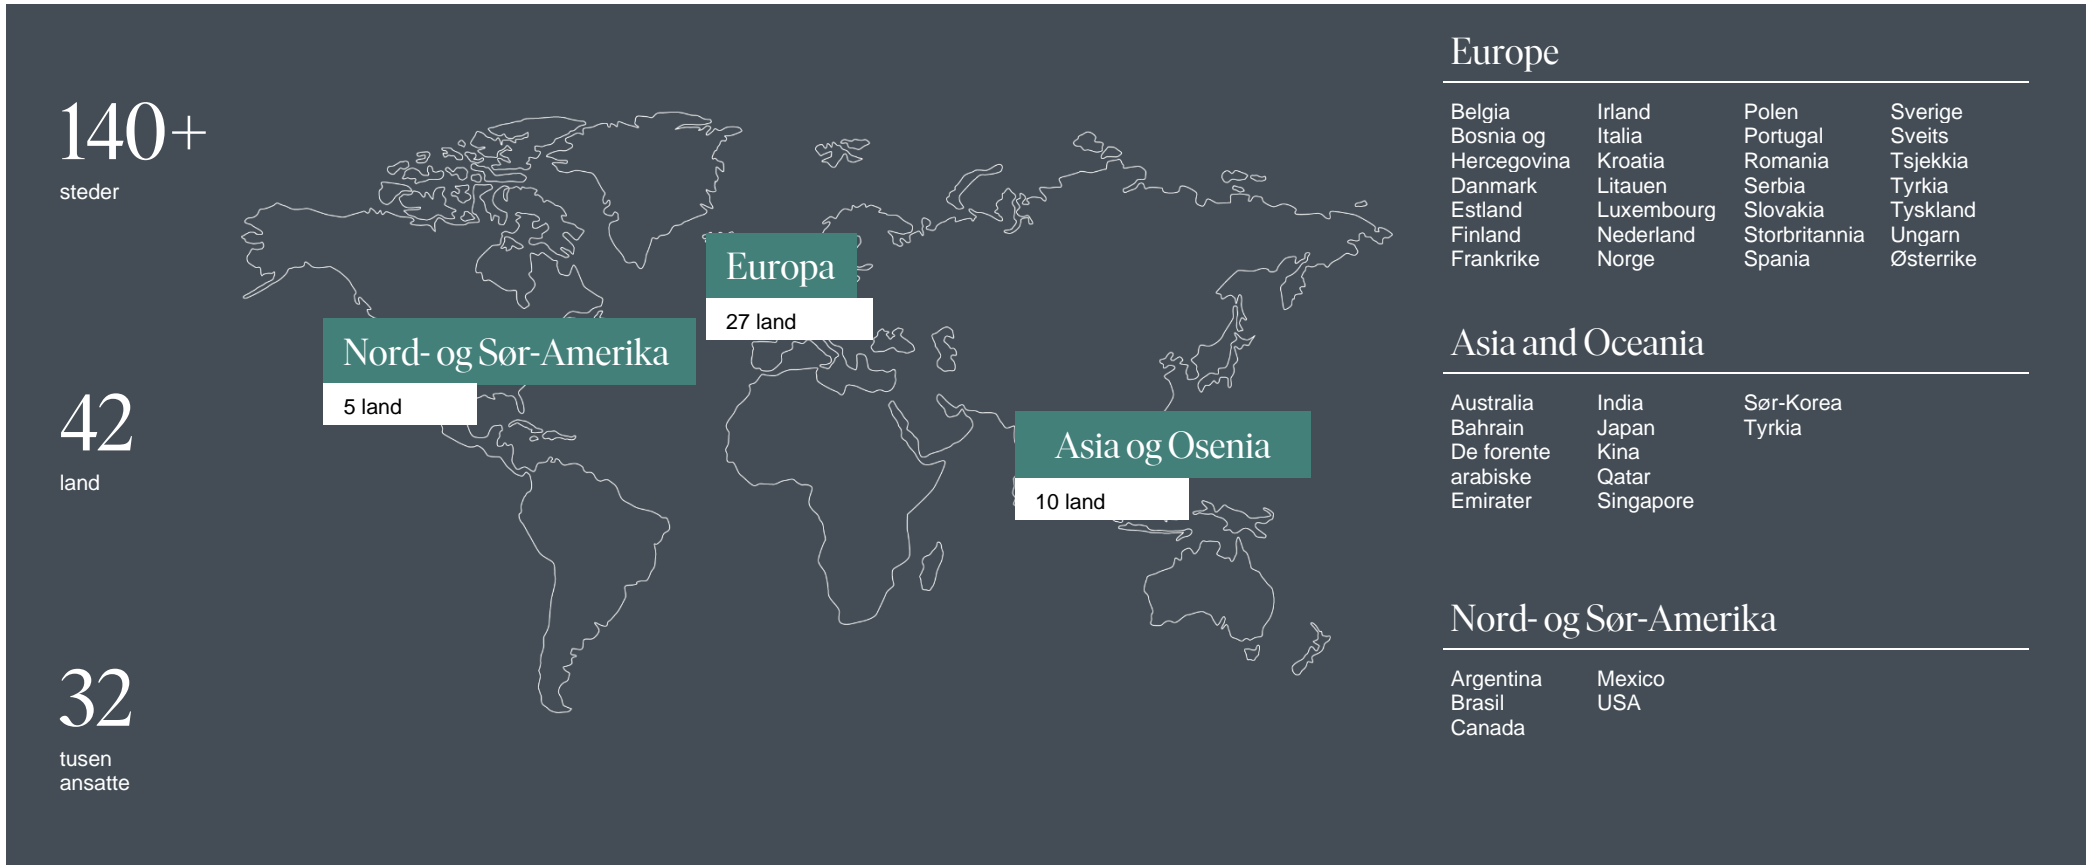 140+
steder
42
land
32
tusen
ansatte
Europa
27 land
Nord- og Sør-Amerika
5 land
Asia og Osenia
10 land
Europe
Belgia
Bosnia og
Hercegovina
Danmark
Estland
Finland
Frankrike
Irland
Italia
Kroatia
Litauen
Luxembourg
Nederland
Norge
Polen
Portugal
Romania
Serbia
Slovakia
Storbritannia
Spania
Sverige
Sveits
Tsjekkia
Tyrkia
Tyskland
Ungarn
Østerrike
Asia and Oceania
Australia
Bahrain
De forente
arabiske
Emirater
India
Japan
Kina
Qatar
Singapore
Sør-Korea
Tyrkia
Nord- og Sør-Amerika
Argentina
Brasil
Canada
Mexico
USA